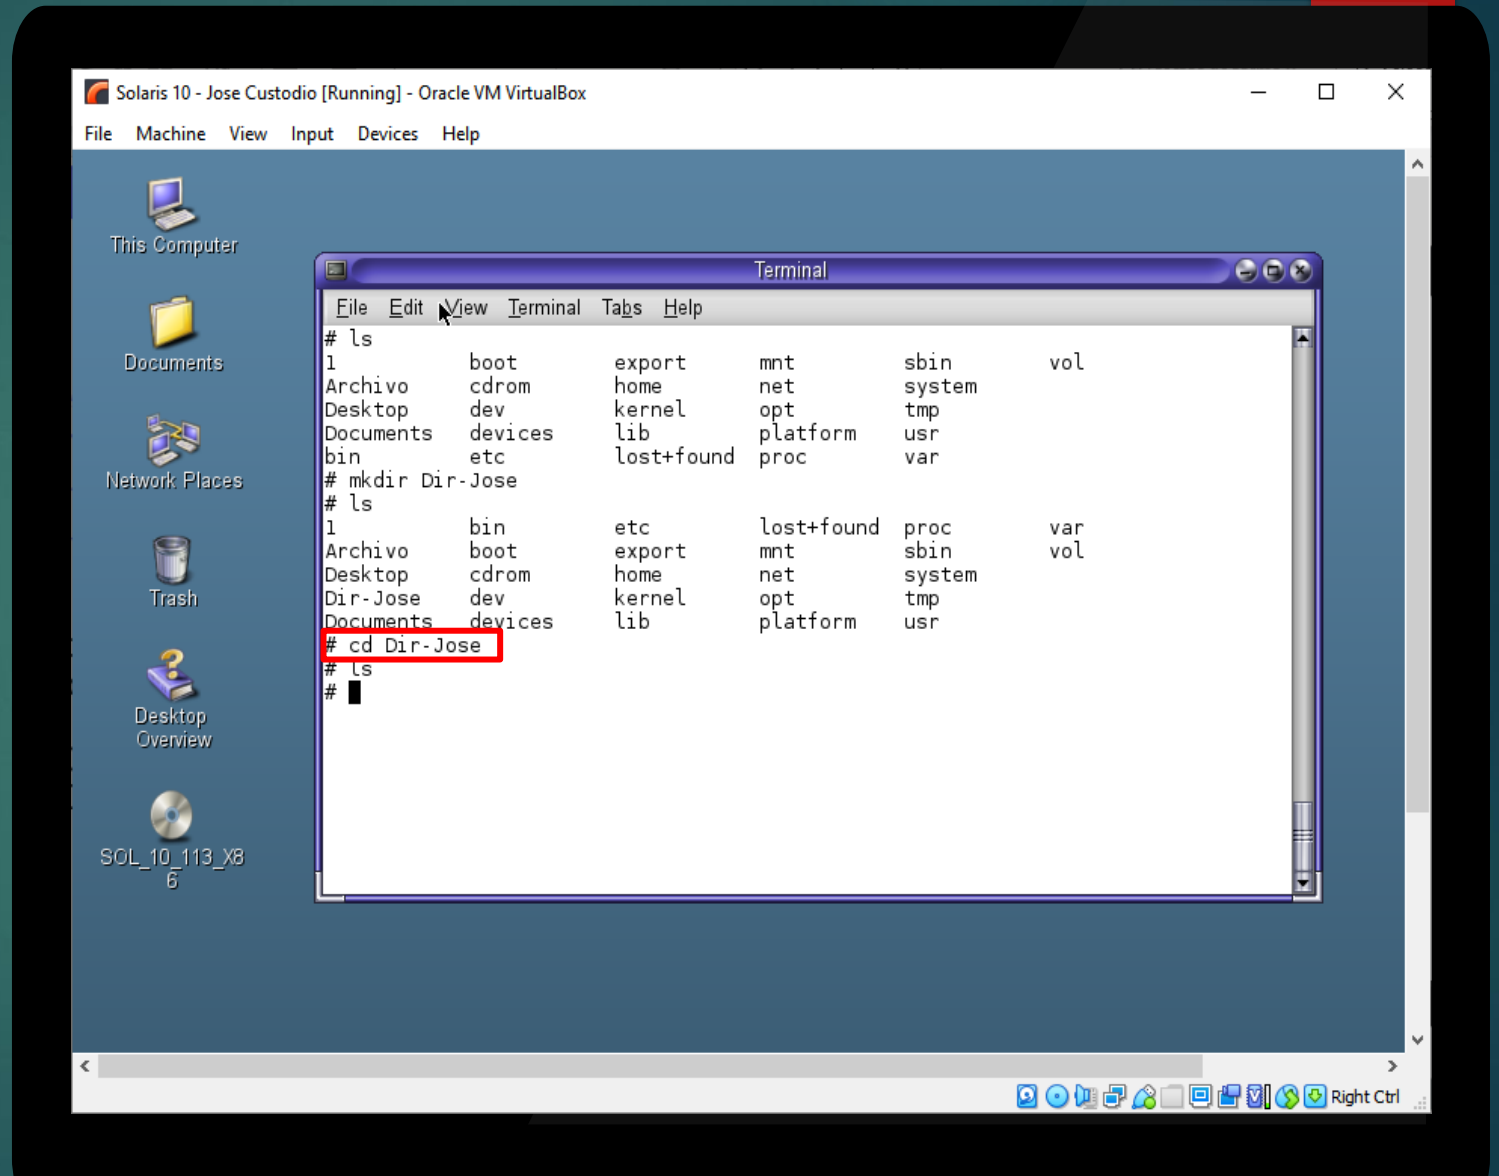 Solaris 10 - Jose Custodio [Running] - Oracle VM VirtualBox
File Machine View Input Devices Help
This Computer
Documents
Network Places
Trash
Desktop
Overview
SOL_10_113_X8
6
Terminal
File Edit View Terminal Tabs Help
# ls
1 boot export mnt sbin vol
Archivo cdrom home net system
Desktop dev kernel opt tmp
Documents devices lib platform usr
bin etc lost+found proc var
# mkdir Dir-Jose
# ls
1 bin etc lost+found proc var
Archivo boot export mnt sbin vol
Desktop cdrom home net system
Dir-Jose dev kernel opt tmp
Documents devices lib platform usr
# cd Dir-Jose
# ls
#
Right Ctrl